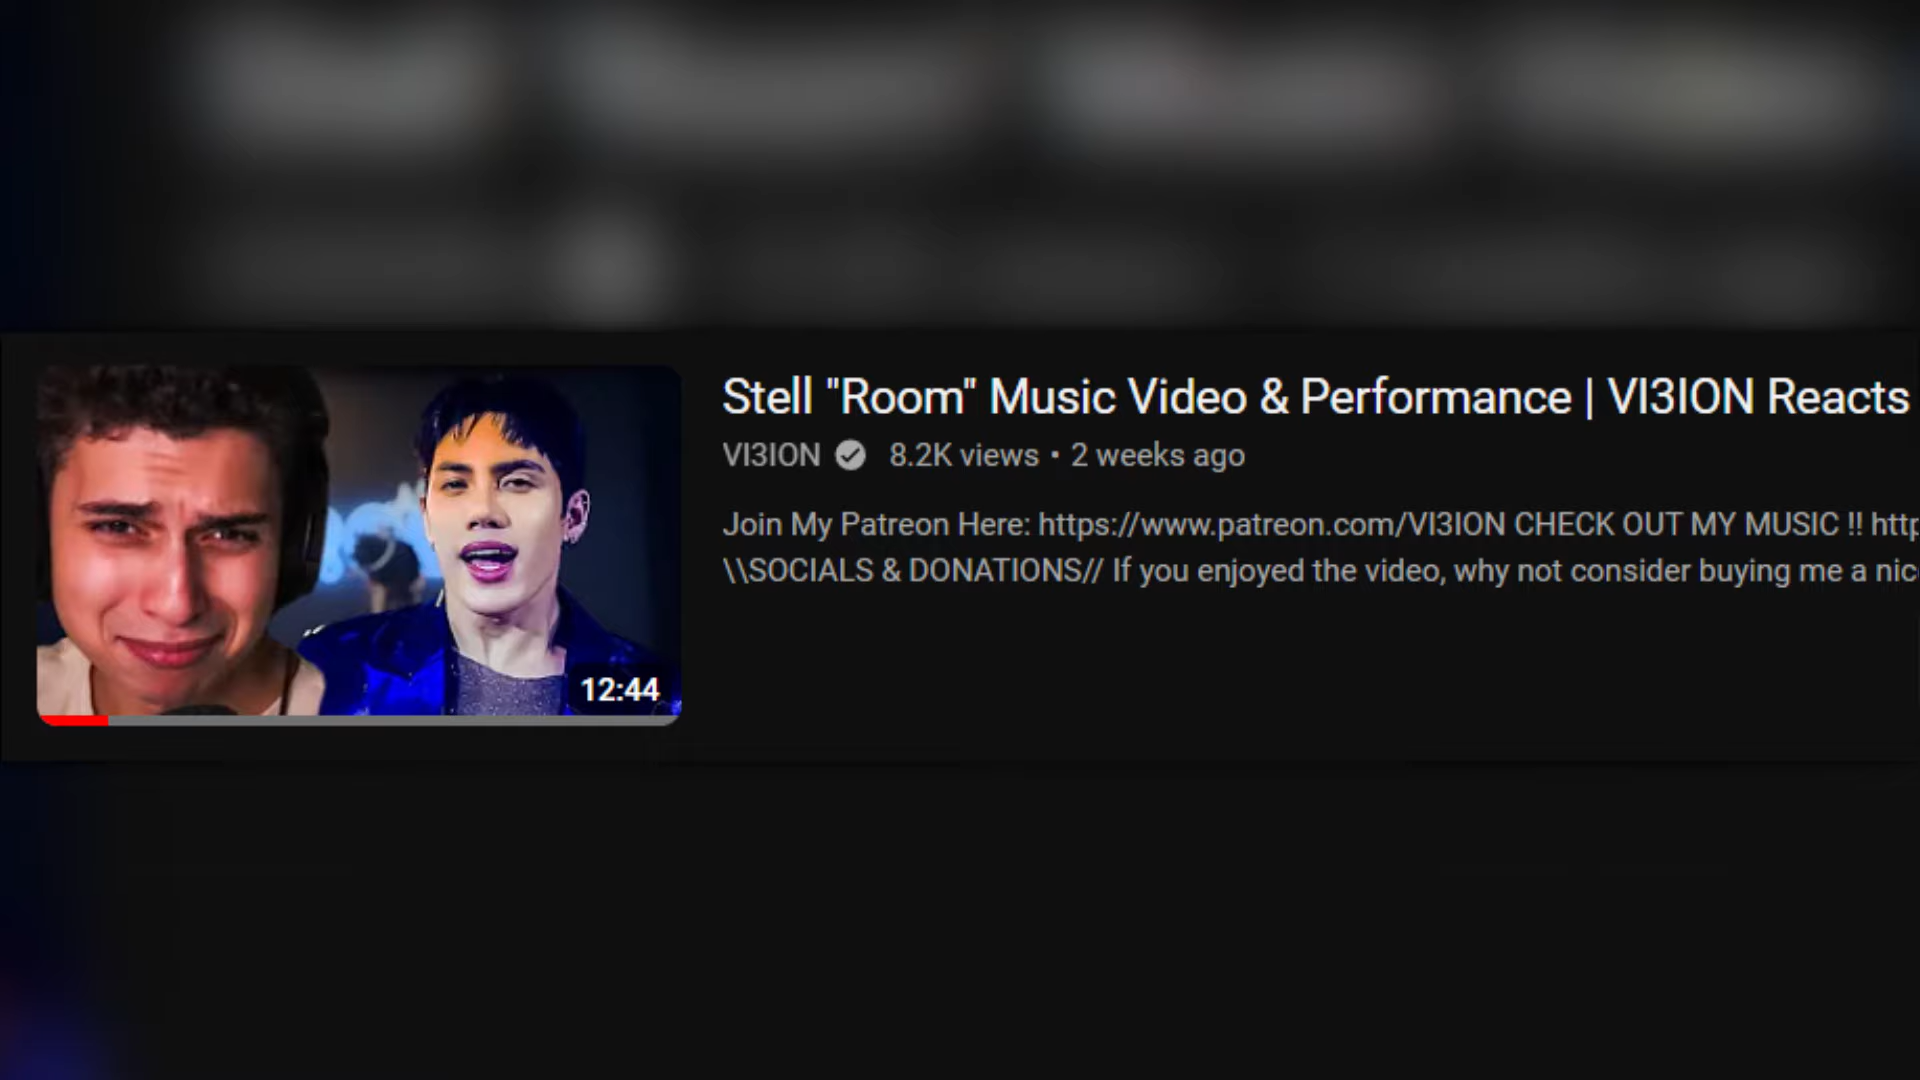 Stell "Room" Music Video & Performance | VI3ION Reacts
VI3ION 8.2K views • 2 weeks ago
Join My Patreon Here: https://www.patreon.com/VI3ION CHECK OUT MY MUSIC !! http
\\SOCIALS & DONATIONS// If you enjoyed the video, why not consider buying me a nic
12:44